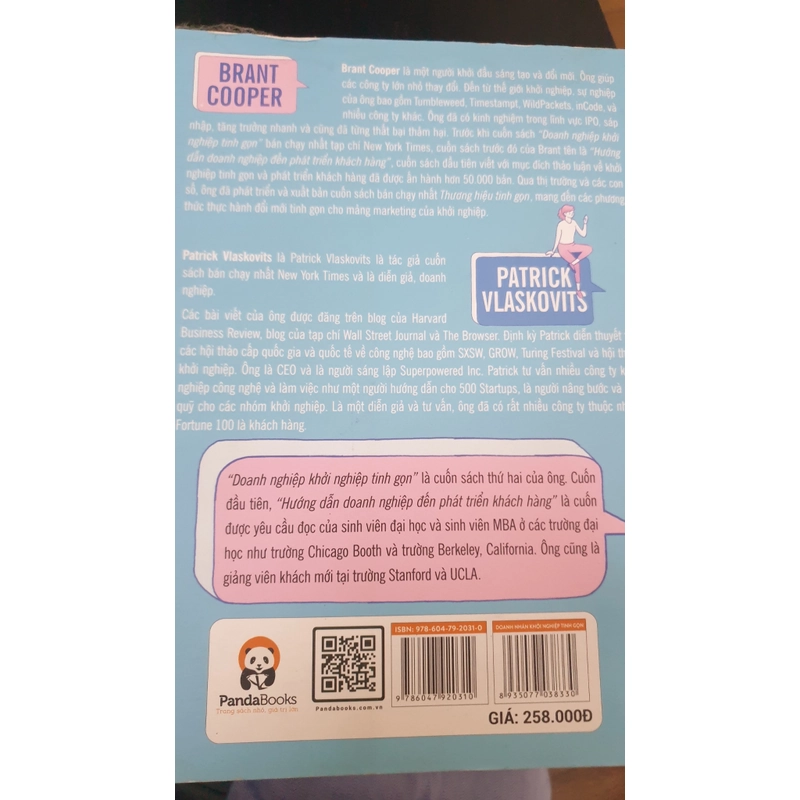 BRANT
COOPER
Brant Cooper là một người khởi đầu sáng tạo và đổi mới. Ông giúp
các công ty lớn nhỏ thay đổi. Đến từ thế giới khởi nghiệp, sự nghiệp
của ông bao gồm Tumbleweed, Timestampt, WildPackets, inCode, và
nhiều công ty khác. Ông đã có kinh nghiệm trong lĩnh vực IPO, sáp
nhập, tăng trưởng nhanh và cũng đã từng thất bại thảm hại. Trước khi cuốn sách "Doanh nghiệp khởi
nghiệp tinh gọn" bán chạy nhất tạp chí New York Times, cuốn sách trước đó của Brant tên là "Hướng
dẫn doanh nghiệp đến phát triển khách hàng", cuốn sách đầu tiên viết với mục đích thảo luận về khởi
nghiệp tinh gọn và phát triển khách hàng đã được ấn hành hơn 50.000 bản. Qua thị trường và các con
số, ông đã phát triển và xuất bản cuốn sách bán chạy nhất Thương hiệu tinh gọn, mang đến các phương
thức thực hành đổi mới tinh gọn cho mảng marketing của khởi nghiệp.
Patrick Vlaskovits là Patrick Vlaskovits là tác giả cuốn
sách bán chạy nhất New York Times và là diễn giả, doanh
nghiệp.
PATRICK
VLASKOVITS
Các bài viết của ông được đăng trên blog của Harvard
Business Review, blog của tạp chí Wall Street Journal và The Browser. Định kỳ Patrick diễn thuyết
các hội thảo cấp quốc gia và quốc tế về công nghệ bao gồm SXSW, GROW, Turing Festival và hội th
khởi nghiệp. Ông là CEO và là người sáng lập Superpowered Inc. Patrick tư vấn nhiều công ty k
nghiệp công nghệ và làm việc như một người hướng dẫn cho 500 Startups, là người nâng bước và
quỹ cho các nhóm khởi nghiệp. Là một diễn giả và tư vấn, ông đã có rất nhiều công ty thuộc nh
Fortune 100 là khách hàng.
"Doanh nghiệp khởi nghiệp tinh gọn" là cuốn sách thứ hai của ông. Cuốn
đầu tiên, "Hướng dẫn doanh nghiệp đến phát triển khách hàng" là cuốn
được yêu cầu đọc của sinh viên đại học và sinh viên MBA ở các trường đại
học như trường Chicago Booth và trường Berkeley, California. Ông cũng là
giảng viên khách mời tại trường Stanford và UCLA.
PandaBooks
Trang sách nhỏ, giá trị lớn
Pandabooks.com.vn
ISBN: 978-604-79-2031-0
9 786047 920310
DOANH NHÂN KHỞI NGHIỆP TINH GỌN
8 935077 038330
GIÁ: 258.000Đ